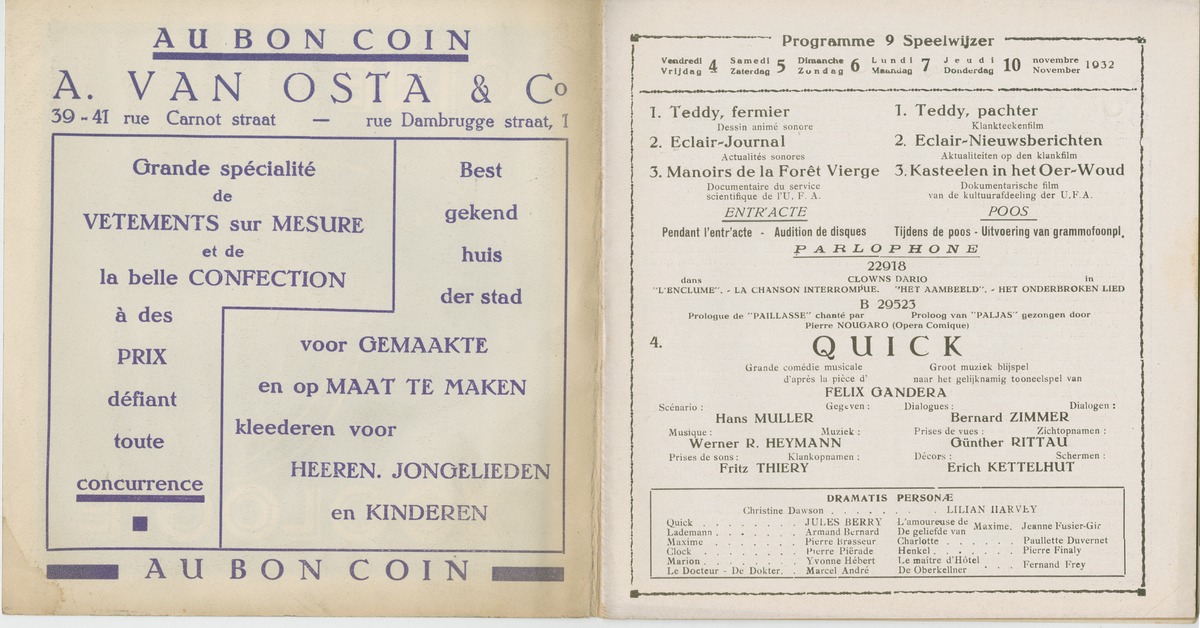 AU BON COIN
A. VAN OSTA & Co
39-41 rue Carnot straat — rue Dambrugge straat, 1
Grande spécialité
de
VETEMENTS sur MESURE
et de
la belle CONFECTION
à des
PRIX
défiant
toute
concurrence
Best
gekend
huis
der stad
voor GEMAAKTE
en op MAAT TE MAKEN
kleederen voor
HEEREN. JONGELIEDEN
en KINDEREN
AU BON COIN
Programme 9 Speelwijzer
Vendredi 4 Samedi 5 Dimanche 6 Lundi 7 Jeudi 10 novembre 1932
Vrijdag Zaterdag Zondag Maandag Donderdag November
1. Teddy, fermier
Dessin animé sonore
2. Eclair-Journal
Actualités sonores
3. Manoirs de la Forêt Vierge
Documentaire du service
scientifique de l'U. F. A.
ENTR'ACTE
Pendant l'entr'acte - Audition de disques
1. Teddy, pachter
Klankteekenfilm
2. Eclair-Nieuwsberichten
Aktualiteiten op den klankfilm
3. Kasteelen in het Oer-Woud
Dokumentarische film
van de kultuurafdeeling der U.F.A.
POOS
Tijdens de poos - Uitvoering van grammofoonpl.
PARLOPHONE
22918
dans CLOWNS DARIO in
"L'ENCLUME". - LA CHANSON INTERROMPUE. "HET AAMBEELD". - HET ONDERBROKEN LIED
B 29523
Prologue de "PAILLASSE" chanté par Proloog van "PALJAS" gezongen door
Pierre NOUGARO (Opera Comique)
4. QUICK
Grande comédie musicale Groot muziek blijspel
d'après la pièce d' naar het gelijknamig tooneelspel van
FELIX GANDERA
Scénario : Gegeven : Dialogues : Dialogen :
Hans MULLER Bernard ZIMMER
Musique : Muziek : Prises de vues : Zichtopnamen :
Werner R. HEYMANN Günther RITTAU
Prises de sons : Klankopnamen : Décors : Schermen :
Fritz THIERY Erich KETTELHUT
DRAMATIS PERSONÆ
Christine Dawson . . . . . . . . LILIAN HARVEY
Quick . . . . . . . . JULES BERRY
Lademann . . . . . . . Armand Bernard
Maxime . . . . . . . . Pierre Brasseur
Clock . . . . . . . . Pierre Piérade
Marion . . . . . . . . Yvonne Hébert
Le Docteur - De Dokter. . Marcel André
L'amoureuse de
De geliefde van Maxime. Jeanne Fusier-Gir
Charlotte . . . . . . Paullette Duvernet
Henkel . . . . . . . Pierre Finaly
Le maître d'Hôtel
De Oberkellner . . . Fernand Frey